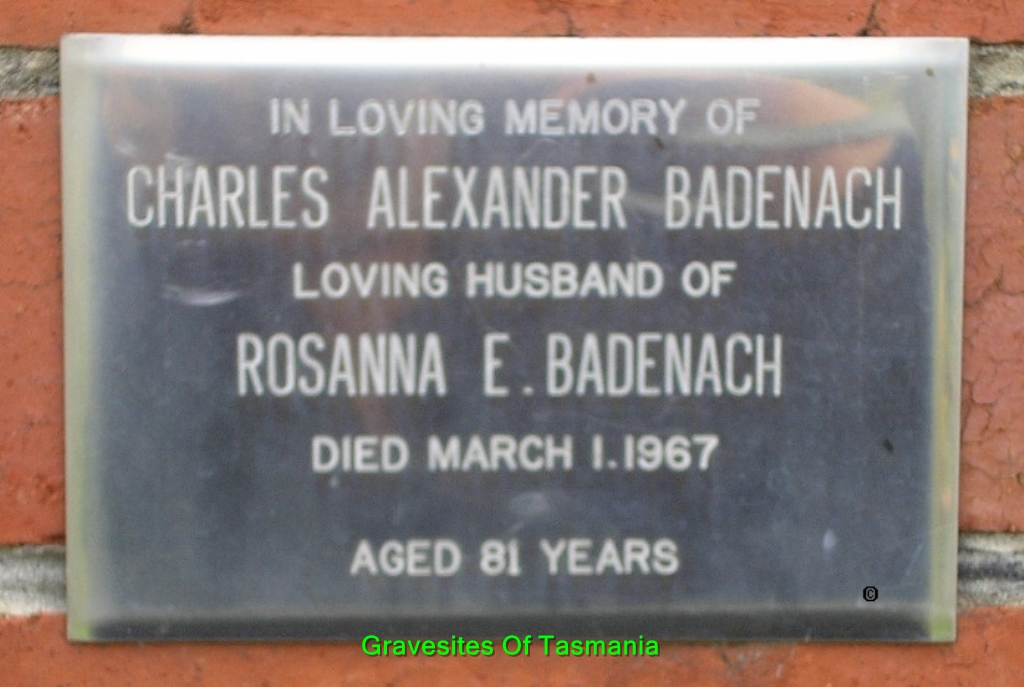 IN LOVING MEMORY OF
CHARLES ALEXANDER BADENACH
LOVING HUSBAND OF
ROSANNA E. BADENACH
DIED MARCH 1.1967
AGED 81 YEARS
©
Gravesites Of Tasmania